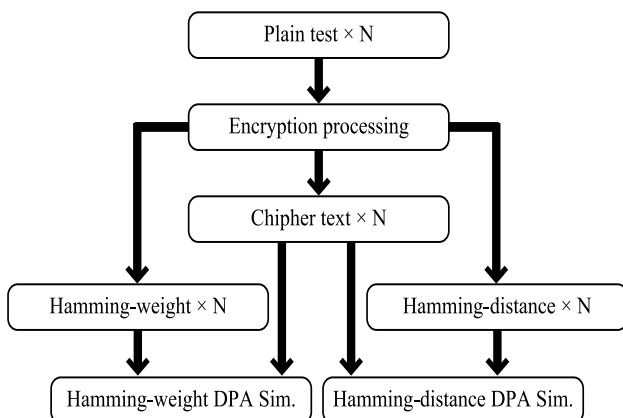 Plain test × N
Encryption processing
Chipher text × N
Hamming-weight × N
Hamming-distance × N
Hamming-weight DPA Sim.
Hamming-distance DPA Sim.